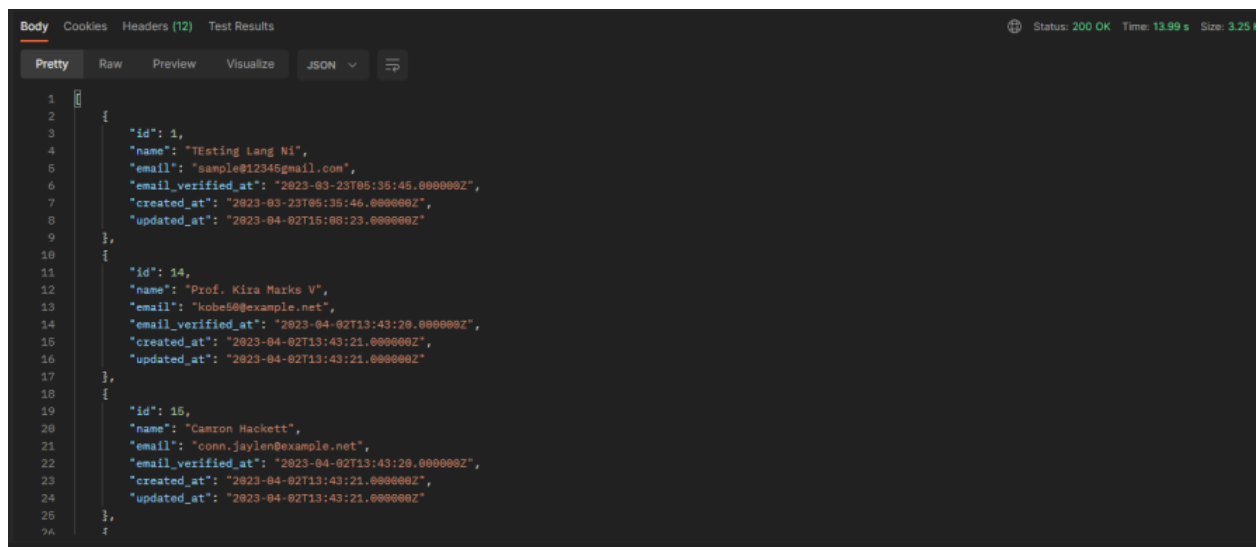 Body Cookies Headers (12) Test Results Status: 200 OK Time: 13.99 s Size: 3.25
Pretty Raw Preview Visualize JSON
1 [
2 {
3 "id": 1,
4 "name": "TEsting Lang Ni",
5 "email": "sample@12345gmail.com",
6 "email_verified_at": "2023-03-23T05:35:45.000000Z",
7 "created_at": "2023-03-23T05:35:46.000000Z",
8 "updated_at": "2023-04-02T15:08:23.000000Z"
9 },
10 {
11 "id": 14,
12 "name": "Prof. Kira Marks V",
13 "email": "kobe50@example.net",
14 "email_verified_at": "2023-04-02T13:43:20.000000Z",
15 "created_at": "2023-04-02T13:43:21.000000Z",
16 "updated_at": "2023-04-02T13:43:21.000000Z"
17 },
18 {
19 "id": 15,
20 "name": "Camron Hackett",
21 "email": "conn.jaylen@example.net",
22 "email_verified_at": "2023-04-02T13:43:20.000000Z",
23 "created_at": "2023-04-02T13:43:21.000000Z",
24 "updated_at": "2023-04-02T13:43:21.000000Z"
25 },
26 {